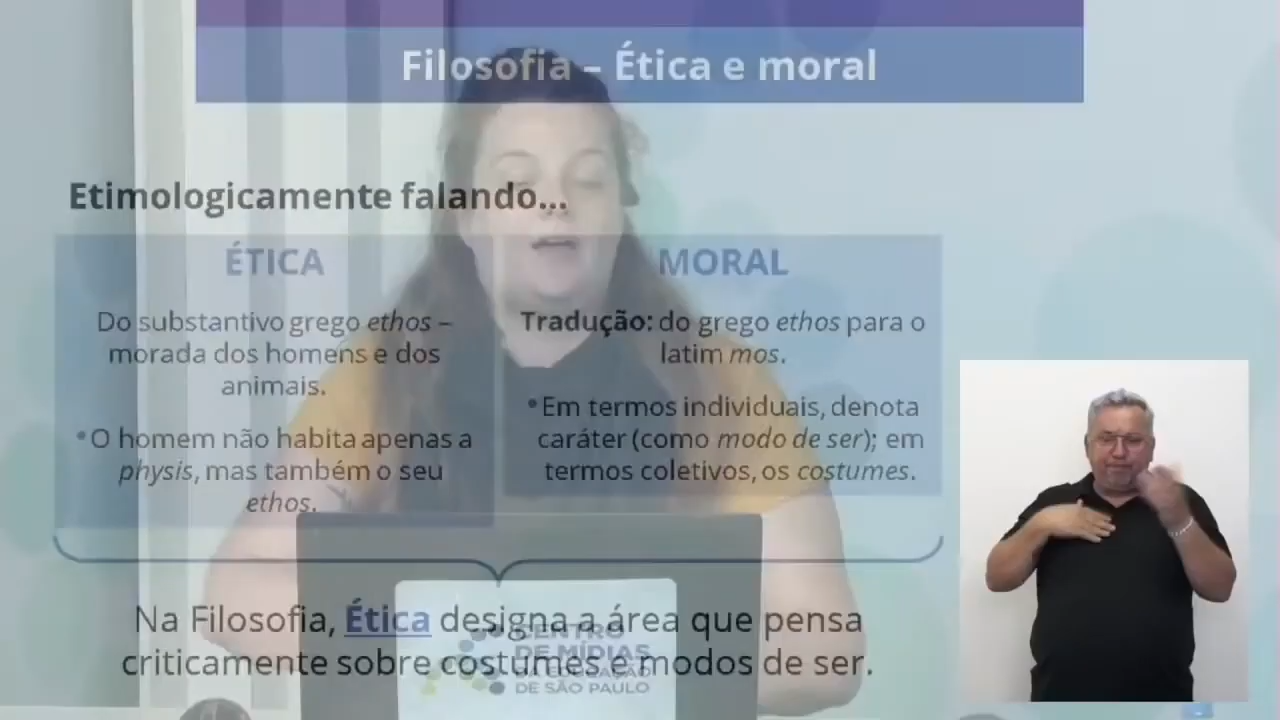 Filosofia – Ética e moral
Etimologicamente falando...
ÉTICA
Do substantivo grego ethos –
morada dos homens e dos
animais.
•O homem não habita apenas a
physis, mas também o seu
ethos.
MORAL
Tradução: do grego ethos para o
latim mos.
•Em termos individuais, denota
caráter (como modo de ser); em
termos coletivos, os costumes.
Na Filosofia, Ética designa a área que pensa
criticamente sobre costumes e modos de ser.
CENTRO
DE MÍDIAS
DA EDUCAÇÃO
DE SÃO PAULO